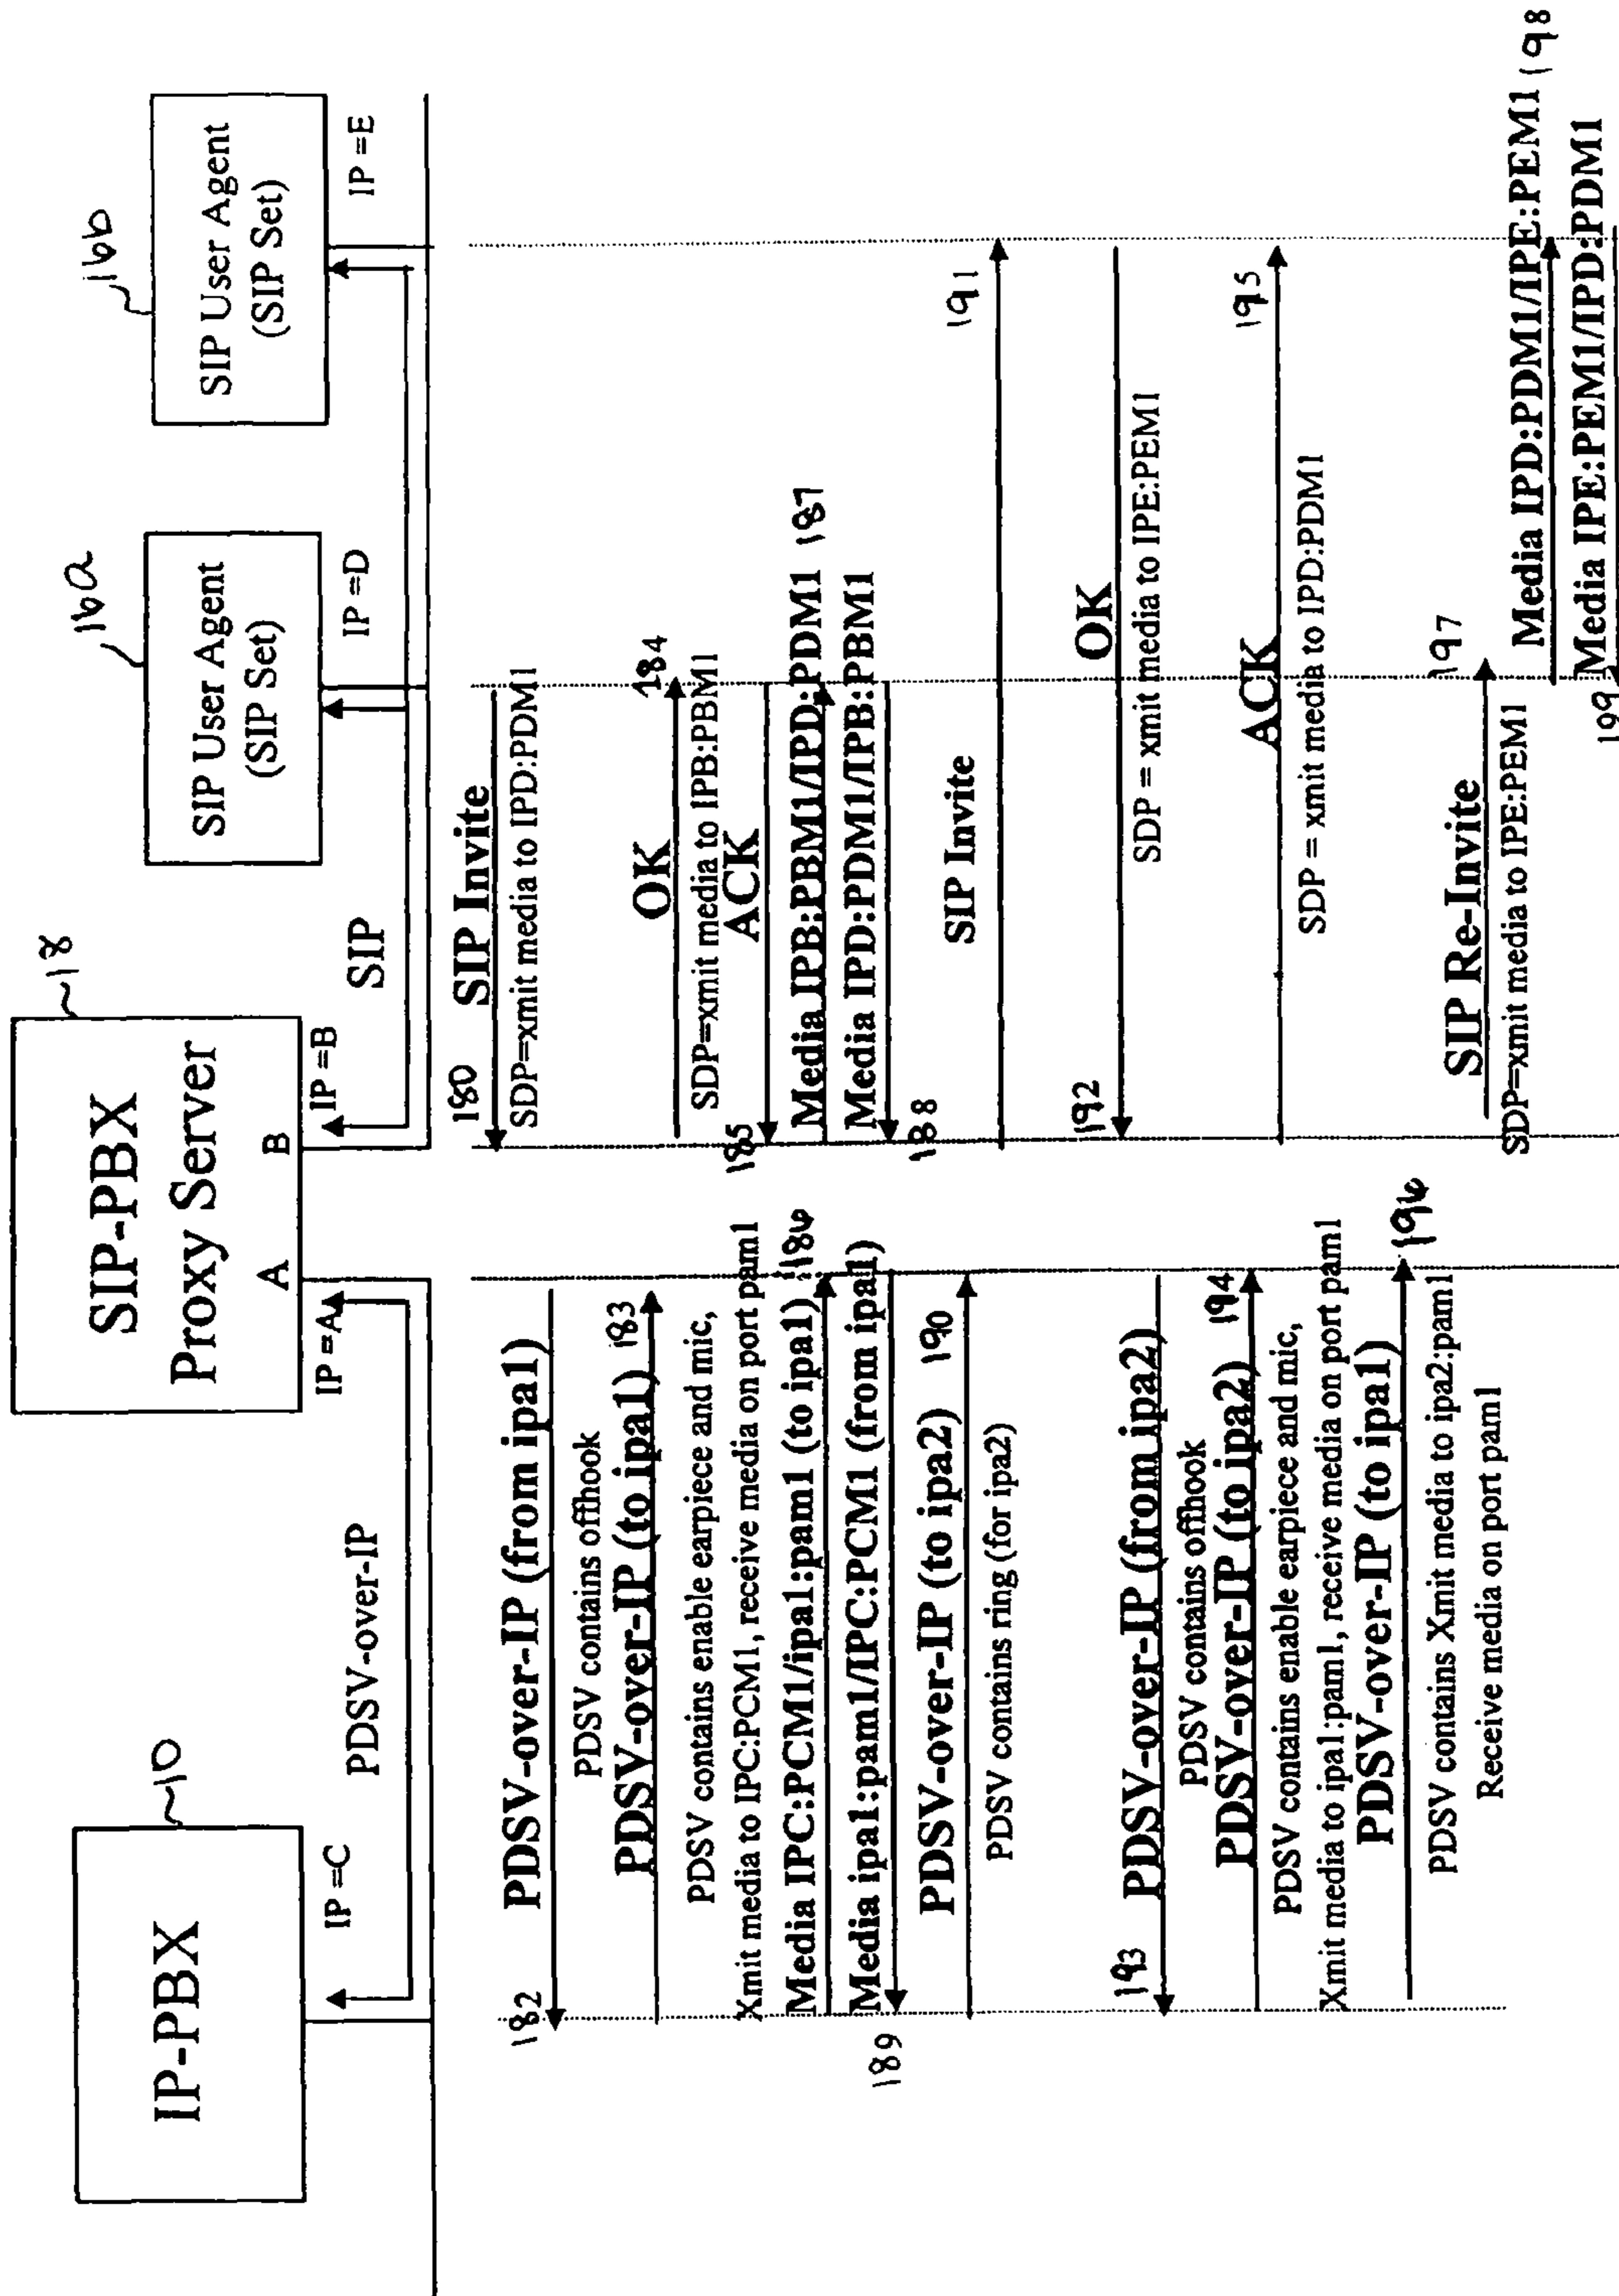 IP-PBX
10
IP =C
PDSV-over-IP
SIP-PBX
Proxy Server
18
A
B
IP =A
IP =B
SIP
SIP User Agent
(SIP Set)
16a
IP =D
SIP User Agent
(SIP Set)
16b
IP =E
180
SIP Invite
SDP=xmit media to IPD:PDM1
182
PDSV-over-IP (from ipa1)
PDSV contains offhook
PDSV-over-IP (to ipa1) 183
PDSV contains enable earpiece and mic,
Xmit media to IPC:PCM1, receive media on port pam1
OK
184
SDP=xmit media to IPB:PBM1
185
ACK
Media IPC:PCM1/ipa1:pam1 (to ipa1) 186
Media IPB:PBM1/IPD:PDM1 187
Media IPD:PDM1/IPB:PBM1
188
Media ipa1:pam1/IPC:PCM1 (from ipa1)
189
PDSV-over-IP (to ipa2) 190
PDSV contains ring (for ipa2)
SIP Invite
191
OK
192
SDP = xmit media to IPE:PEM1
193
PDSV-over-IP (from ipa2)
PDSV contains offhook
PDSV-over-IP (to ipa2) 194
PDSV contains enable earpiece and mic,
Xmit media to ipa1:pam1, receive media on port pam1
ACK
195
SDP = xmit media to IPD:PDM1
PDSV-over-IP (to ipa1)
196
PDSV contains Xmit media to ipa2:pam1
Receive media on port pam1
SIP Re-Invite
197
SDP=xmit media to IPE:PEM1
Media IPD:PDM1/IPE:PEM1 198
Media IPE:PEM1/IPD:PDM1
199